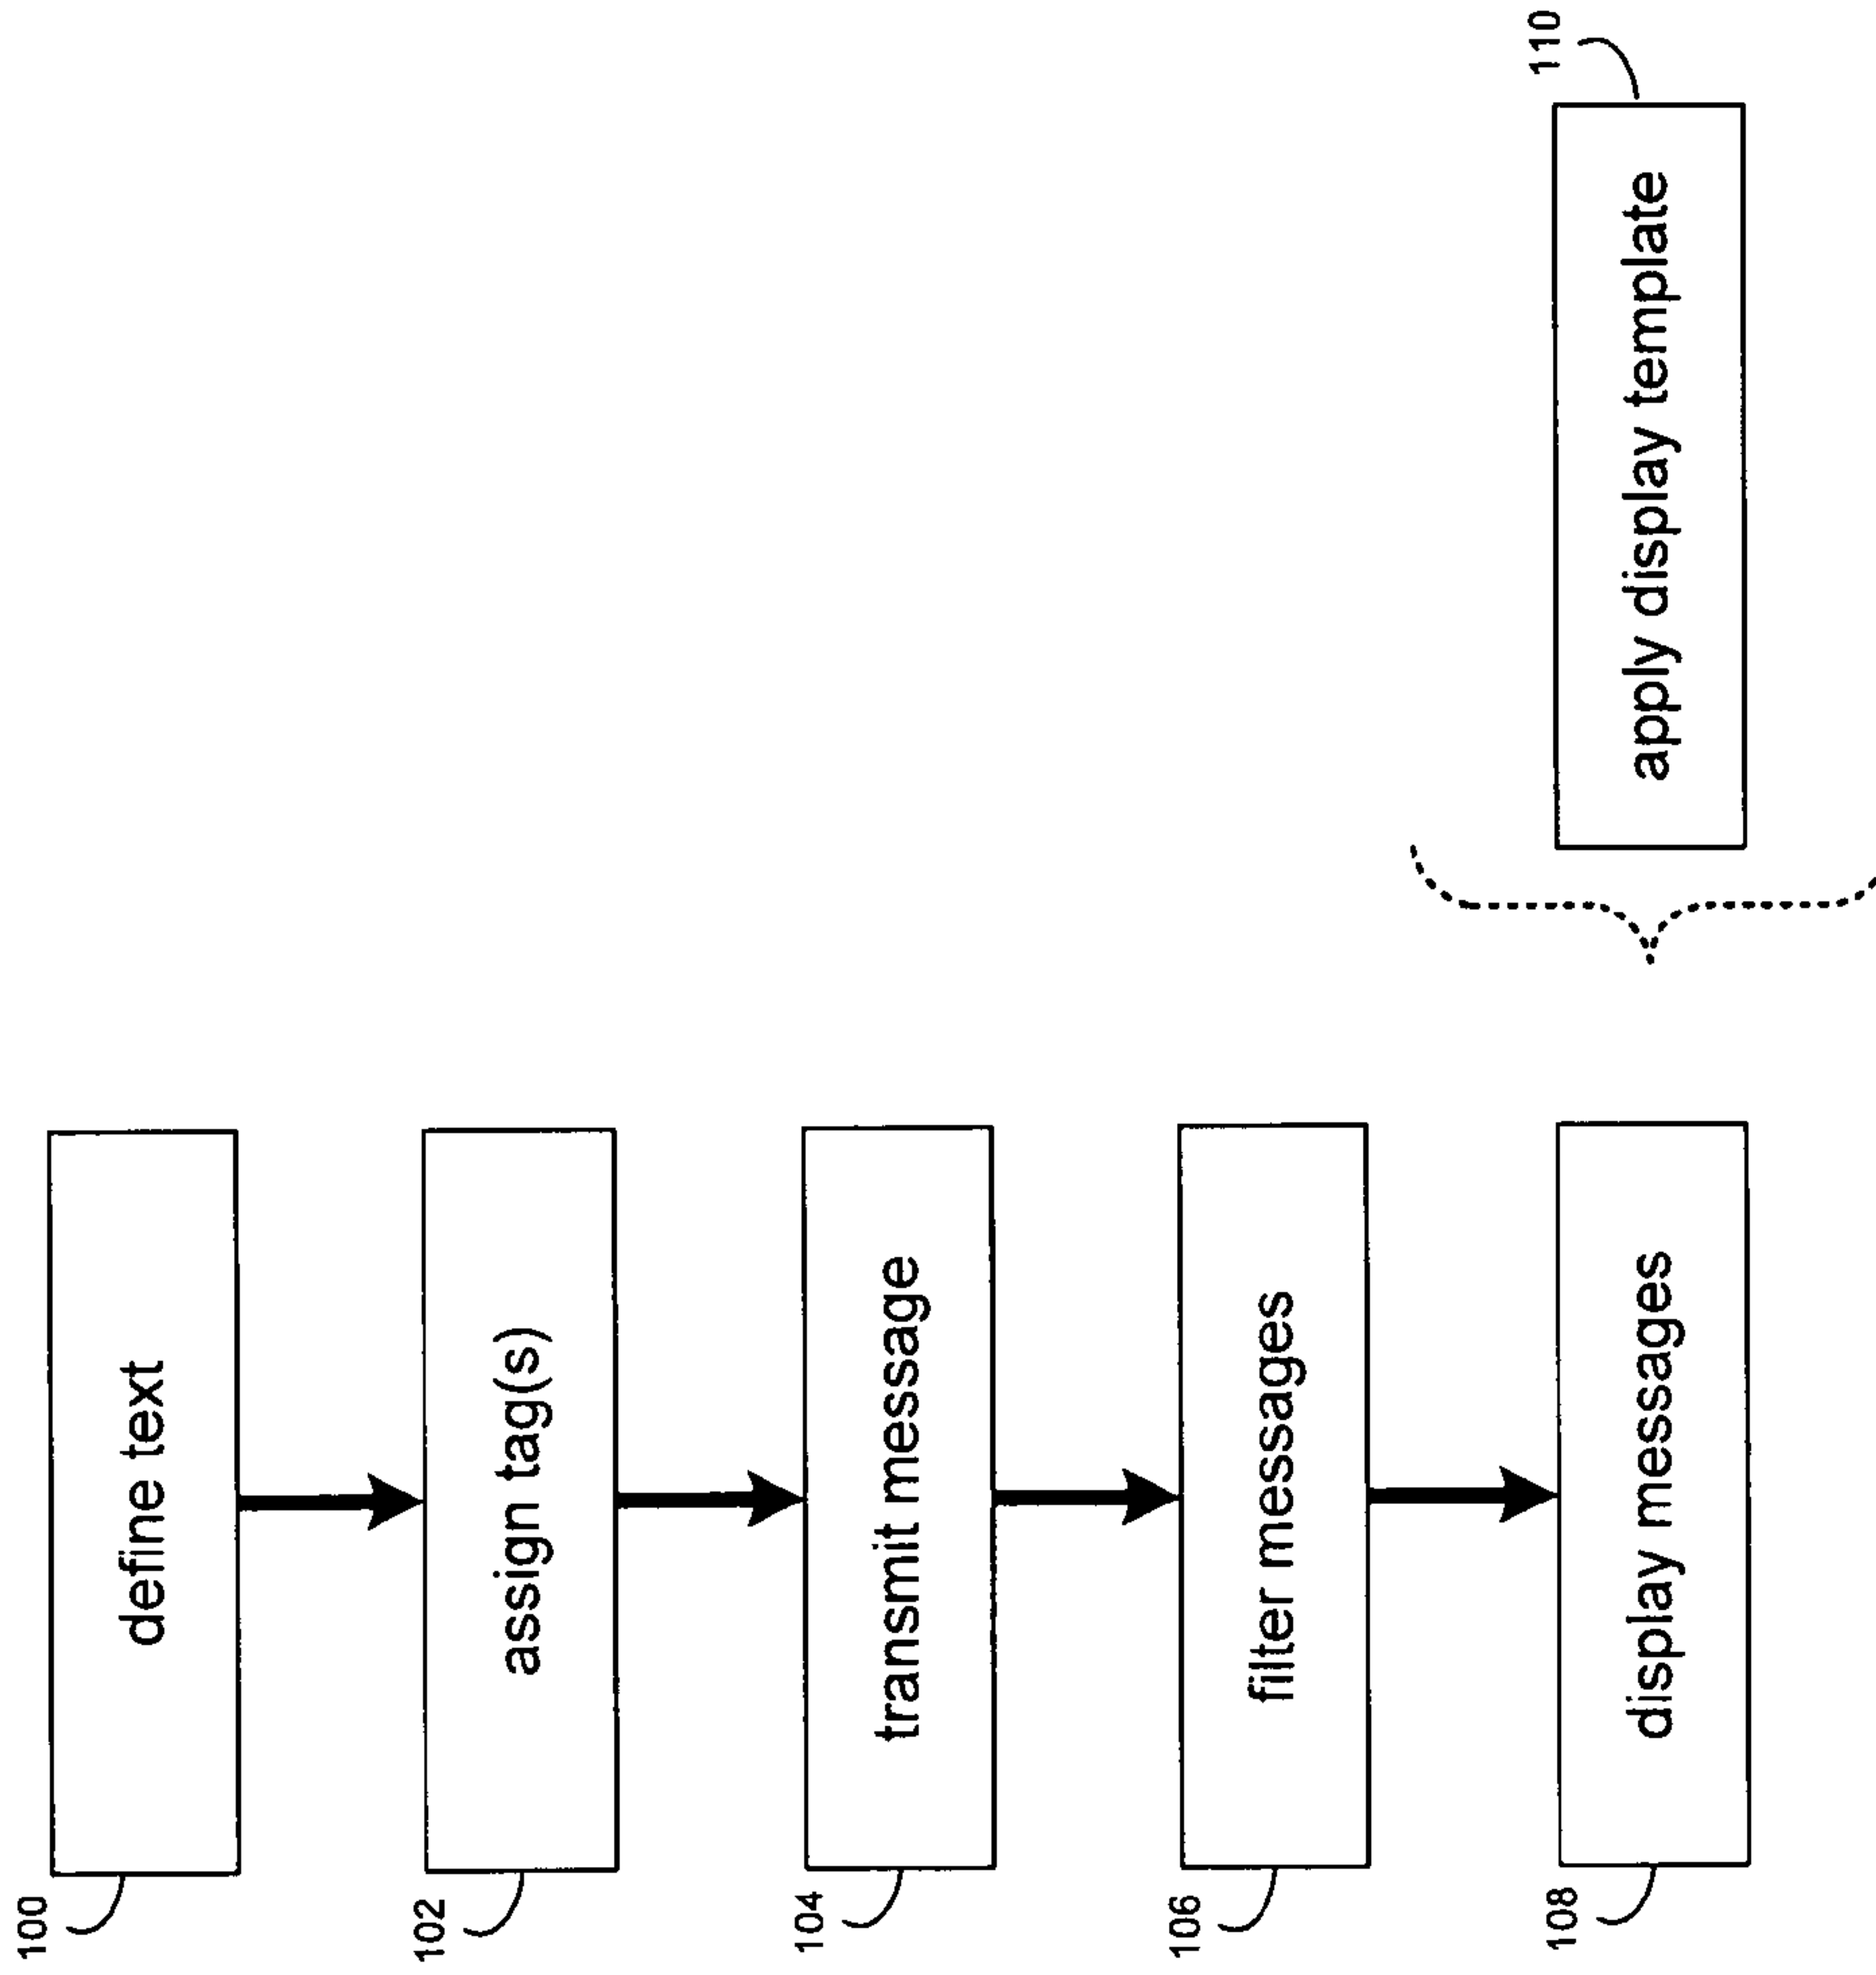 100
define text
102
assign tag(s)
104
transmit message
106
filter messages
108
display messages
110
apply display template